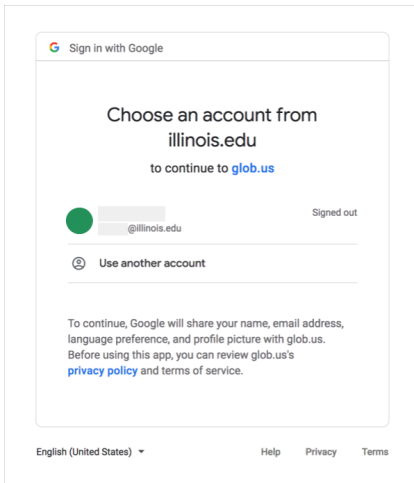 Sign in with Google
Choose an account from
illinois.edu
to continue to glob.us
Signed out
@illinois.edu
Use another account
To continue, Google will share your name, email address,
language preference, and profile picture with glob.us.
Before using this app, you can review glob.us's
privacy policy and terms of service.
English (United States) Help Privacy Terms